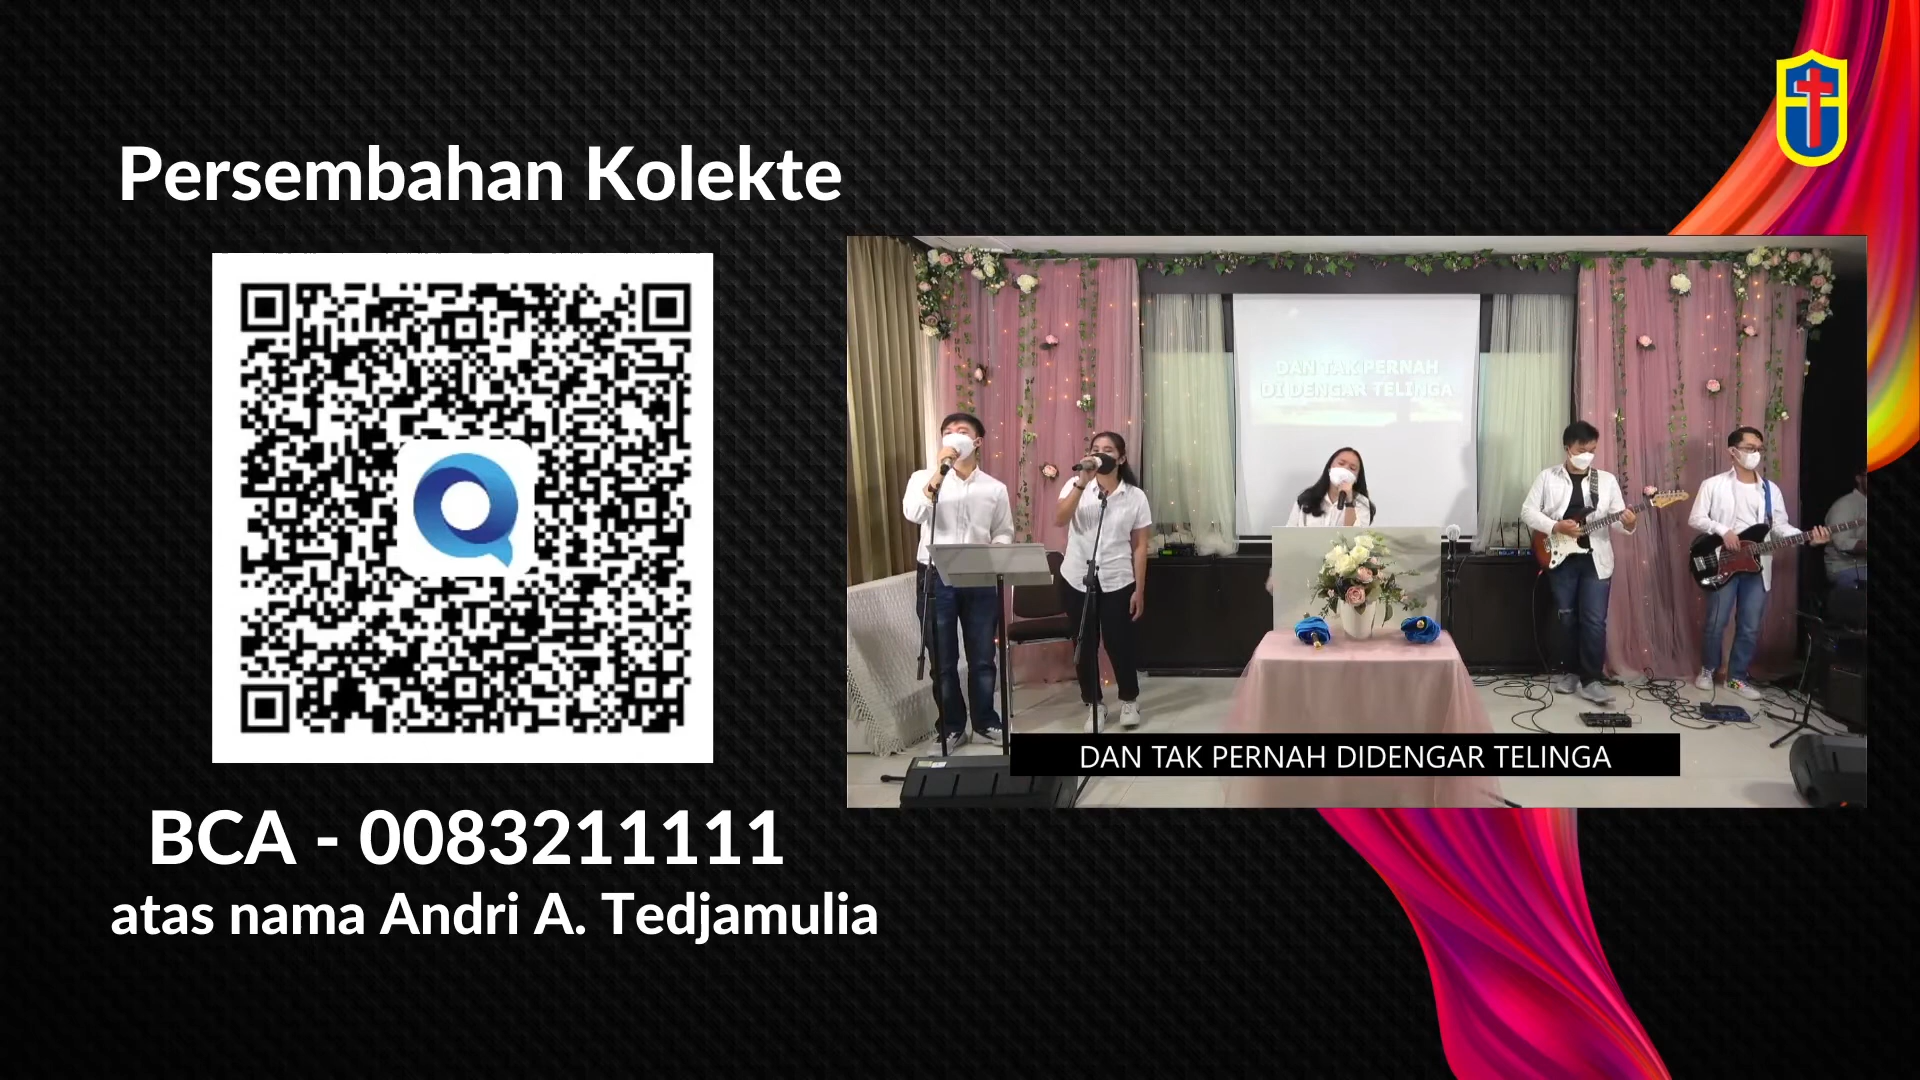 Persembahan Kolekte
BCA - 0083211111
atas nama Andri A. Tedjamulia
DAN TAK PERNAH
DI DENGAR TELINGA
DAN TAK PERNAH DIDENGAR TELINGA